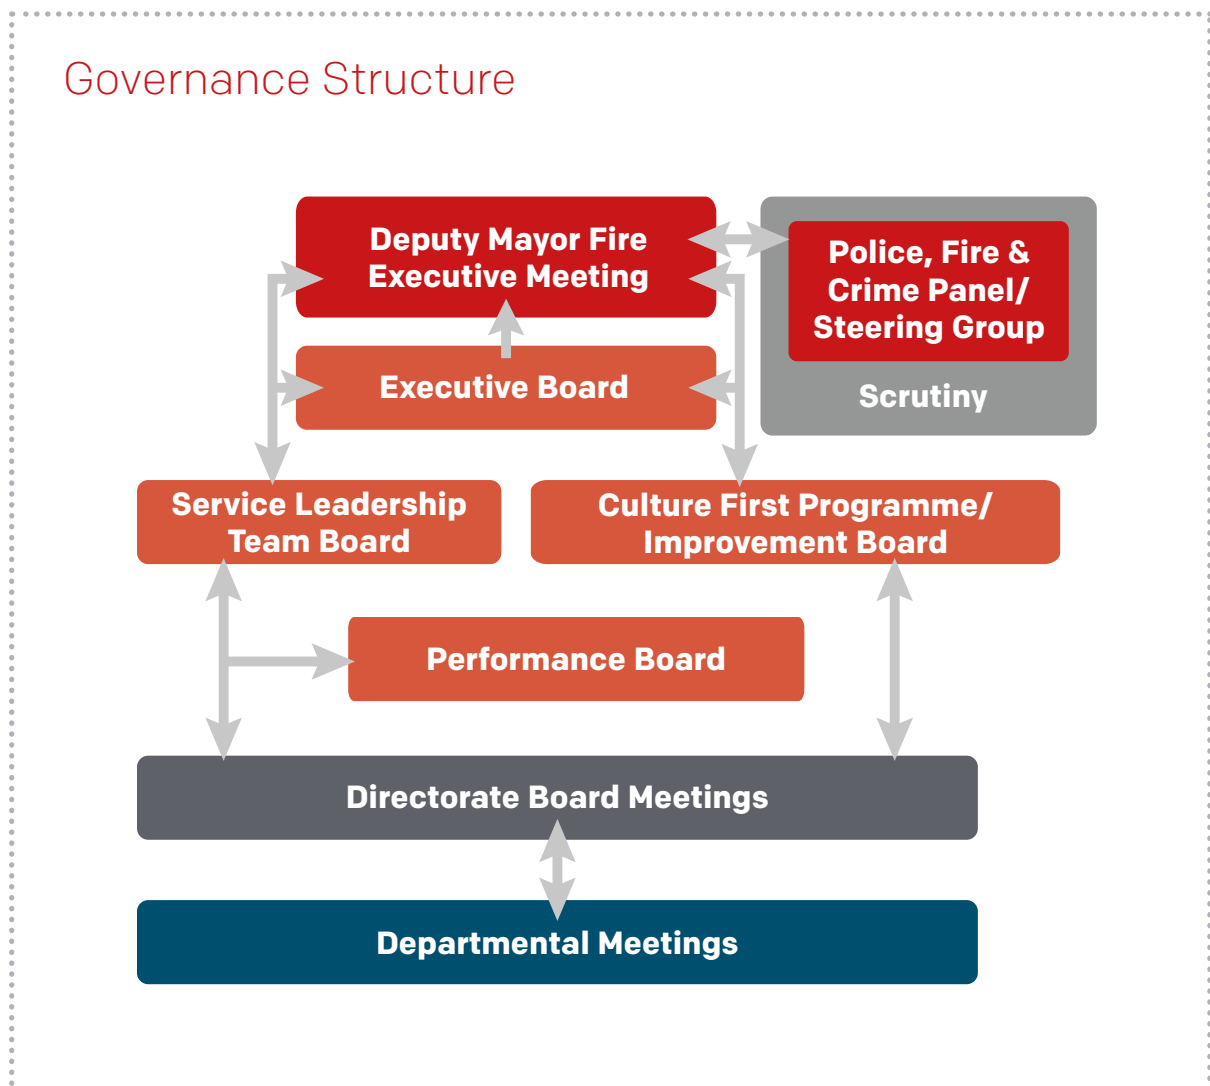 Governance Structure
Deputy Mayor Fire
Executive Meeting
Police, Fire &
Crime Panel/
Steering Group
Scrutiny
Executive Board
Service Leadership
Team Board
Culture First Programme/
Improvement Board
Performance Board
Directorate Board Meetings
Departmental Meetings